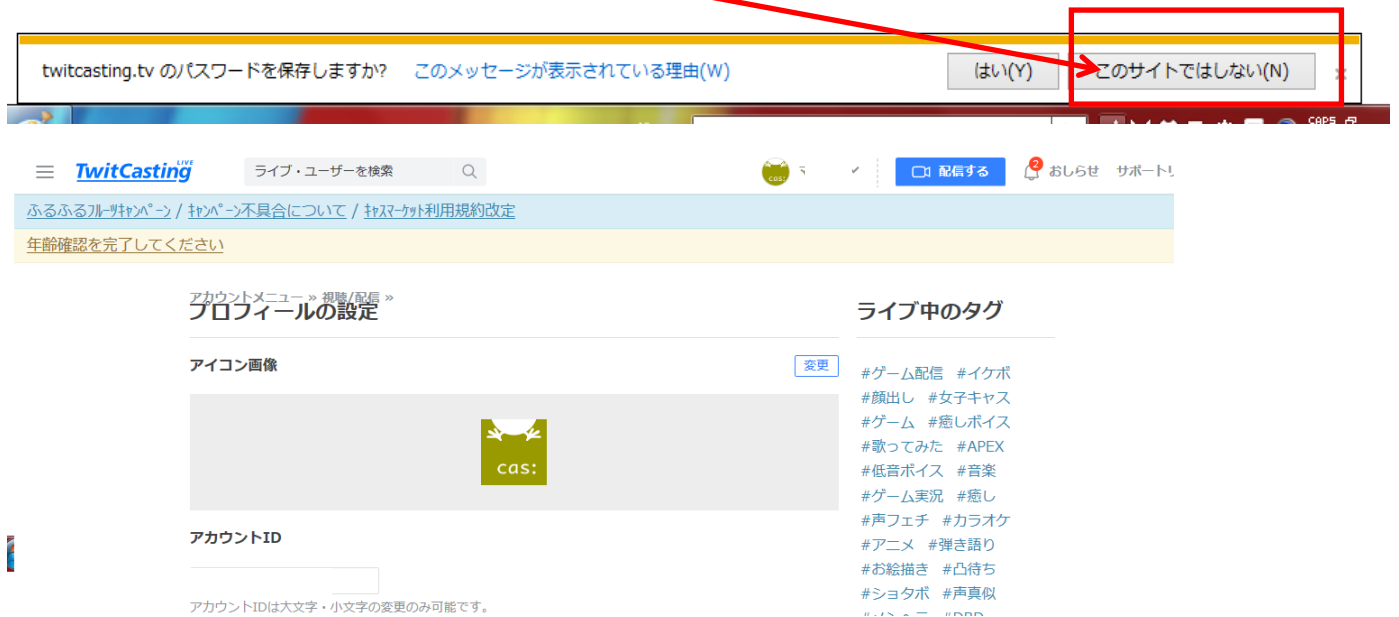 twitcasting.tv のパスワードを保存しますか? このメッセージが表示されている理由(W) はい(Y) このサイトではしない(N) ×
CAPS
TwitCasting LIVE ライブ・ユーザーを検索 cas: 配信する 2 おしらせ サポート
ふるふるﾌﾙｰﾂｷｬﾝﾍﾟｰﾝ / ｷｬﾝﾍﾟｰﾝ不具合について / ｷｬｽﾏｰｹｯﾄ利用規約改定
年齢確認を完了してください
アカウントメニュー » 視聴/配信 »
プロフィールの設定
アイコン画像 変更
cas:
アカウントID
アカウントIDは大文字・小文字の変更のみ可能です。
ライブ中のタグ
#ゲーム配信 #イケボ
#顔出し #女子キャス
#ゲーム #癒しボイス
#歌ってみた #APEX
#低音ボイス #音楽
#ゲーム実況 #癒し
#声フェチ #カラオケ
#アニメ #弾き語り
#お絵描き #凸待ち
#ショタボ #声真似